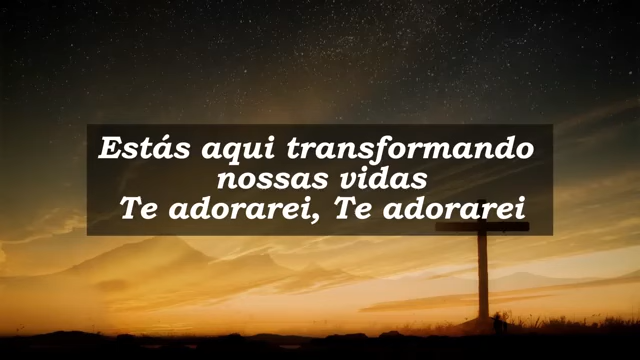 Estás aqui transformando
nossas vidas
Te adorarei, Te adorarei